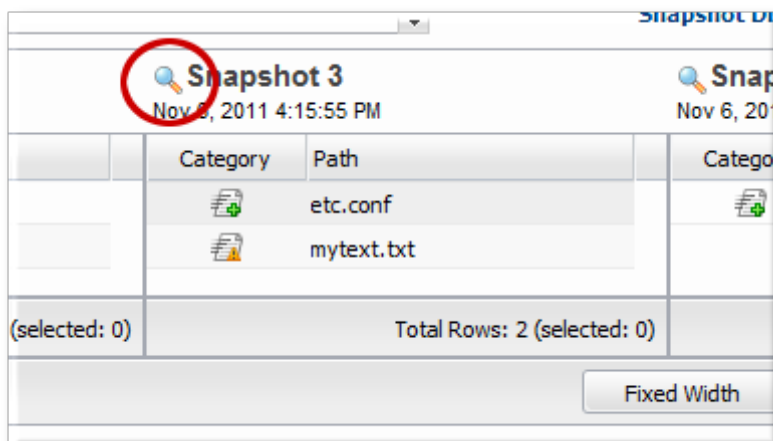 Snapshot
Snapshot 3
Nov 6, 2011 4:15:55 PM
Snap
Nov 6, 201
Category Path
Catego
etc.conf
mytext.txt
(selected: 0)
Total Rows: 2 (selected: 0)
Fixed Width